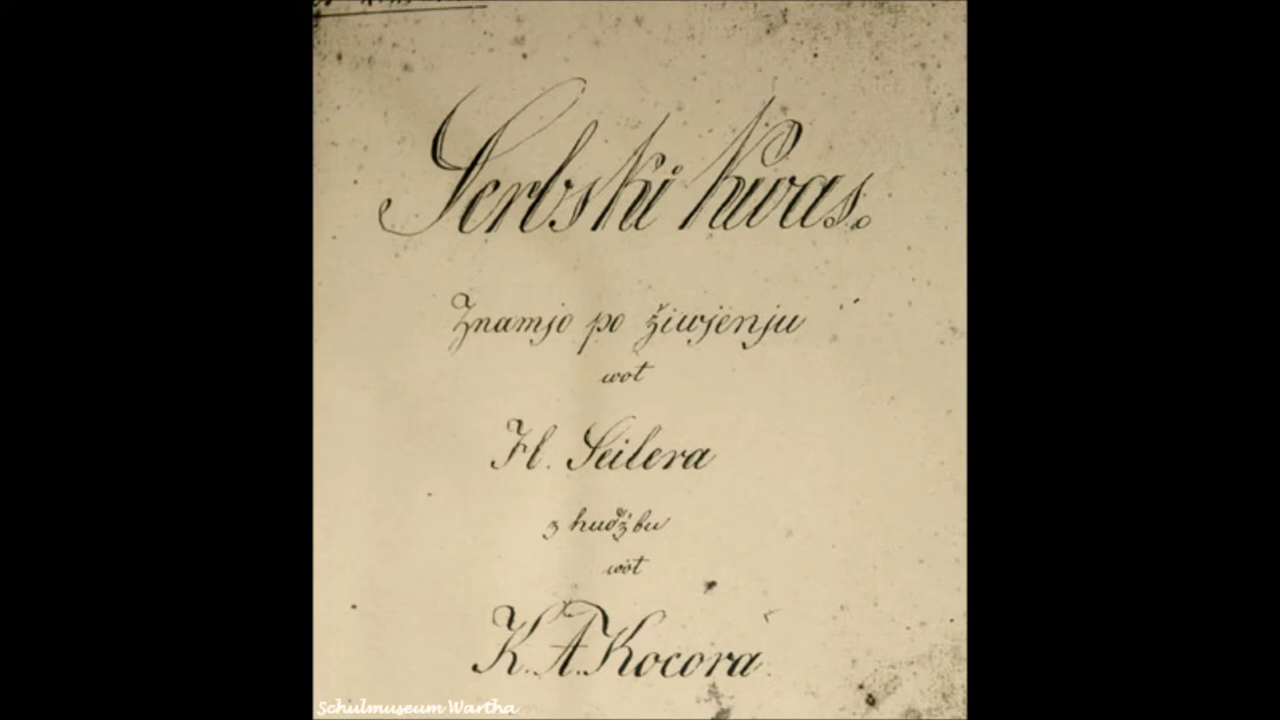 Serbski kwas.
Znamjo po žiwjenju
wot
H. Seilera
z hudźbu
wot
K. A. Kocora
Schulmuseum Wartha